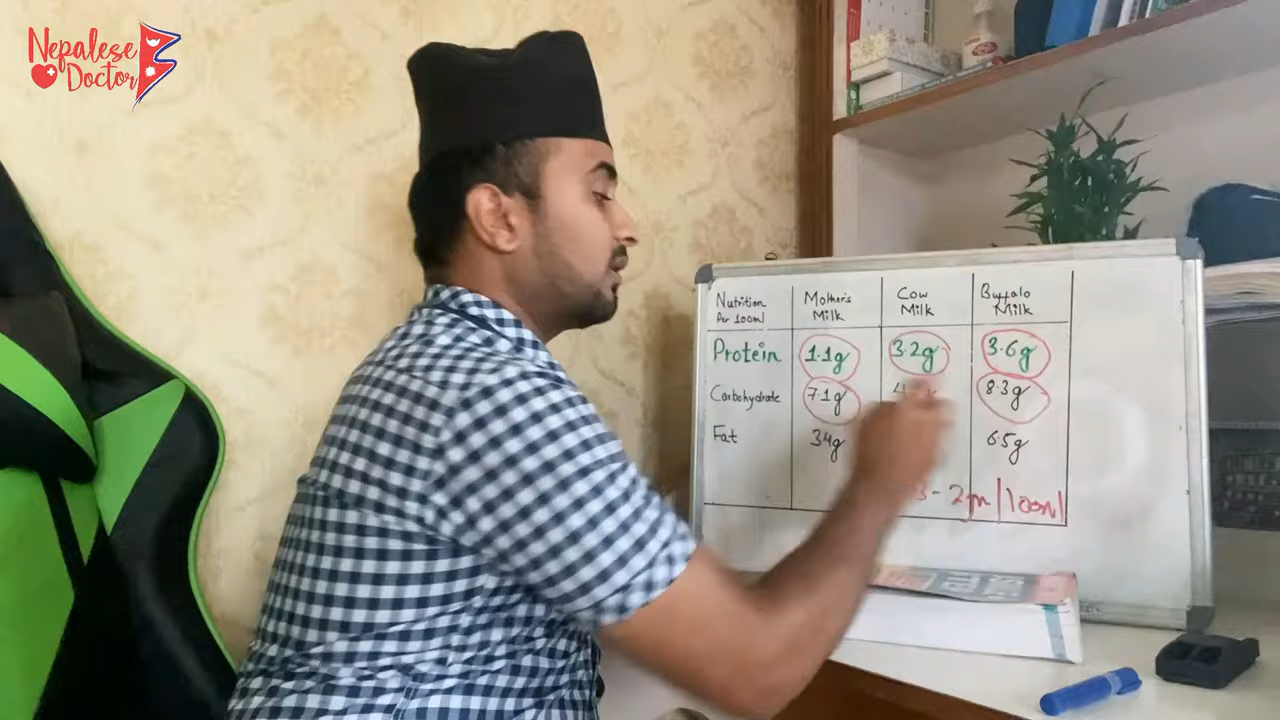 Nepalese
Doctor
Nutrition Mother's Cow Buffalo
Per 100ml Milk Milk Milk
Protein 1.1g 3.2g 3.6g
Carbohydrate 7.1g 8.3g
Fat 3.4g 6.5g
- 2gm/100ml